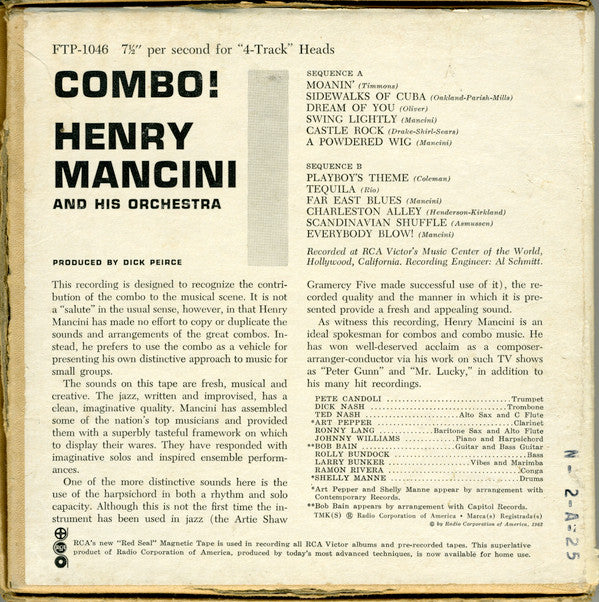 FTP-1046 7½" per second for "4-Track" Heads
COMBO!
HENRY
MANCINI
AND HIS ORCHESTRA
PRODUCED BY DICK PEIRCE
SEQUENCE A
MOANIN' (Timmons)
SIDEWALKS OF CUBA (Oakland-Parish-Mills)
DREAM OF YOU (Oliver)
SWING LIGHTLY (Mancini)
CASTLE ROCK (Drake-Shirl-Sears)
A POWDERED WIG (Mancini)
SEQUENCE B
PLAYBOY'S THEME (Coleman)
TEQUILA (Rio)
FAR EAST BLUES (Mancini)
CHARLESTON ALLEY (Henderson-Kirkland)
SCANDINAVIAN SHUFFLE (Asmussen)
EVERYBODY BLOW! (Mancini)
Recorded at RCA Victor's Music Center of the World,
Hollywood, California. Recording Engineer: Al Schmitt.
This recording is designed to recognize the contri-
bution of the combo to the musical scene. It is not
a "salute" in the usual sense, however, in that Henry
Mancini has made no effort to copy or duplicate the
sounds and arrangements of the great combos. In-
stead, he prefers to use the combo as a vehicle for
presenting his own distinctive approach to music for
small groups.
The sounds on this tape are fresh, musical and
creative. The jazz, written and improvised, has a
clean, imaginative quality. Mancini has assembled
some of the nation's top musicians and provided
them with a superbly tasteful framework on which
to display their wares. They have responded with
imaginative solos and inspired ensemble perform-
ances.
One of the more distinctive sounds here is the
use of the harpsichord in both a rhythm and solo
capacity. Although this is not the first time the in-
strument has been used in jazz (the Artie Shaw
Gramercy Five made successful use of it), the re-
corded quality and the manner in which it is pre-
sented provide a fresh and appealing sound.
As witness this recording, Henry Mancini is an
ideal spokesman for combos and combo music. He
has won well-deserved acclaim as a composer-
arranger-conductor via his work on such TV shows
as "Peter Gunn" and "Mr. Lucky," in addition to
his many hit recordings.
PETE CANDOLI Trumpet
DICK NASH Trombone
TED NASH Alto Sax and C Flute
*ART PEPPER Clarinet
RONNY LANG Baritone Sax and Alto Flute
JOHNNY WILLIAMS Piano and Harpsichord
**BOB BAIN Guitar and Bass Guitar
ROLLY BUNDOCK Bass
LARRY BUNKER Vibes and Marimba
RAMON RIVERA Conga
*SHELLY MANNE Drums
*Art Pepper and Shelly Manne appear by arrangement with
Contemporary Records.
**Bob Bain appears by arrangement with Capitol Records.
TMK(S) ® Radio Corporation of America • Marca(s) Registrada(s)
© by Radio Corporation of America, 1962
RCA's new "Red Seal" Magnetic Tape is used in recording all RCA Victor albums and pre-recorded tapes. This superlative
product of Radio Corporation of America, produced by today's most advanced techniques, is now available for home use.
N-2-A-25